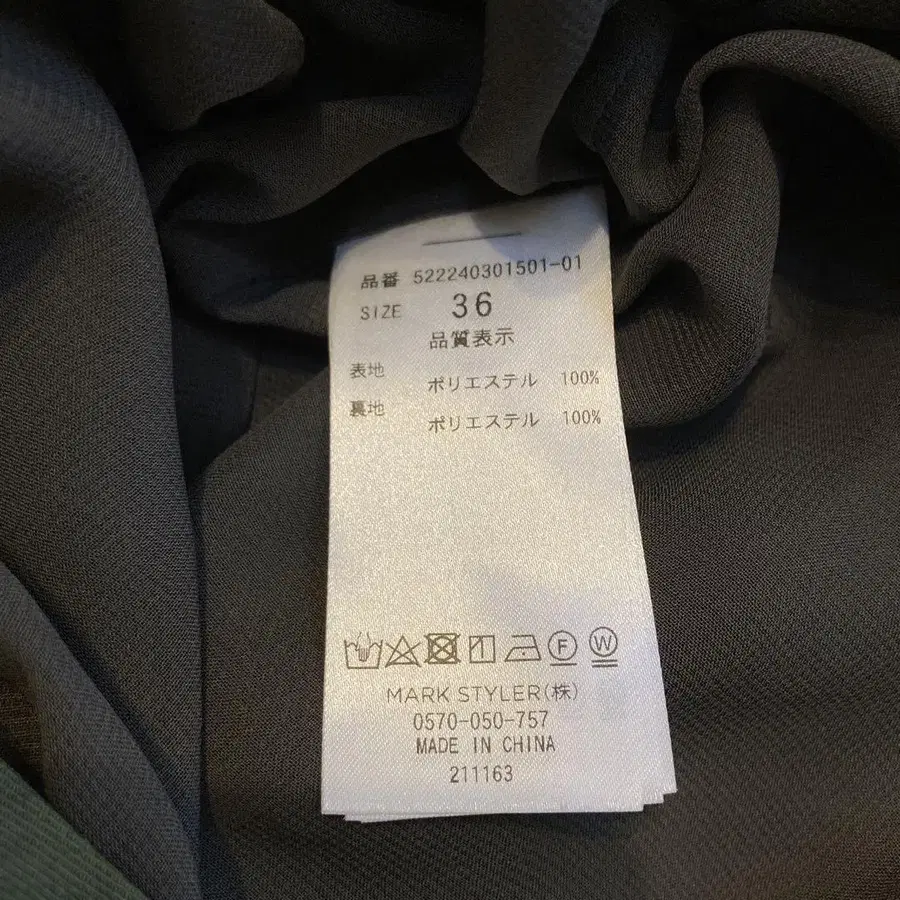 品番 522240301501-01
SIZE 36
品質表示
表地 ポリエステル 100%
裏地 ポリエステル 100%
F W
MARK STYLER(株)
0570-050-757
MADE IN CHINA
211163